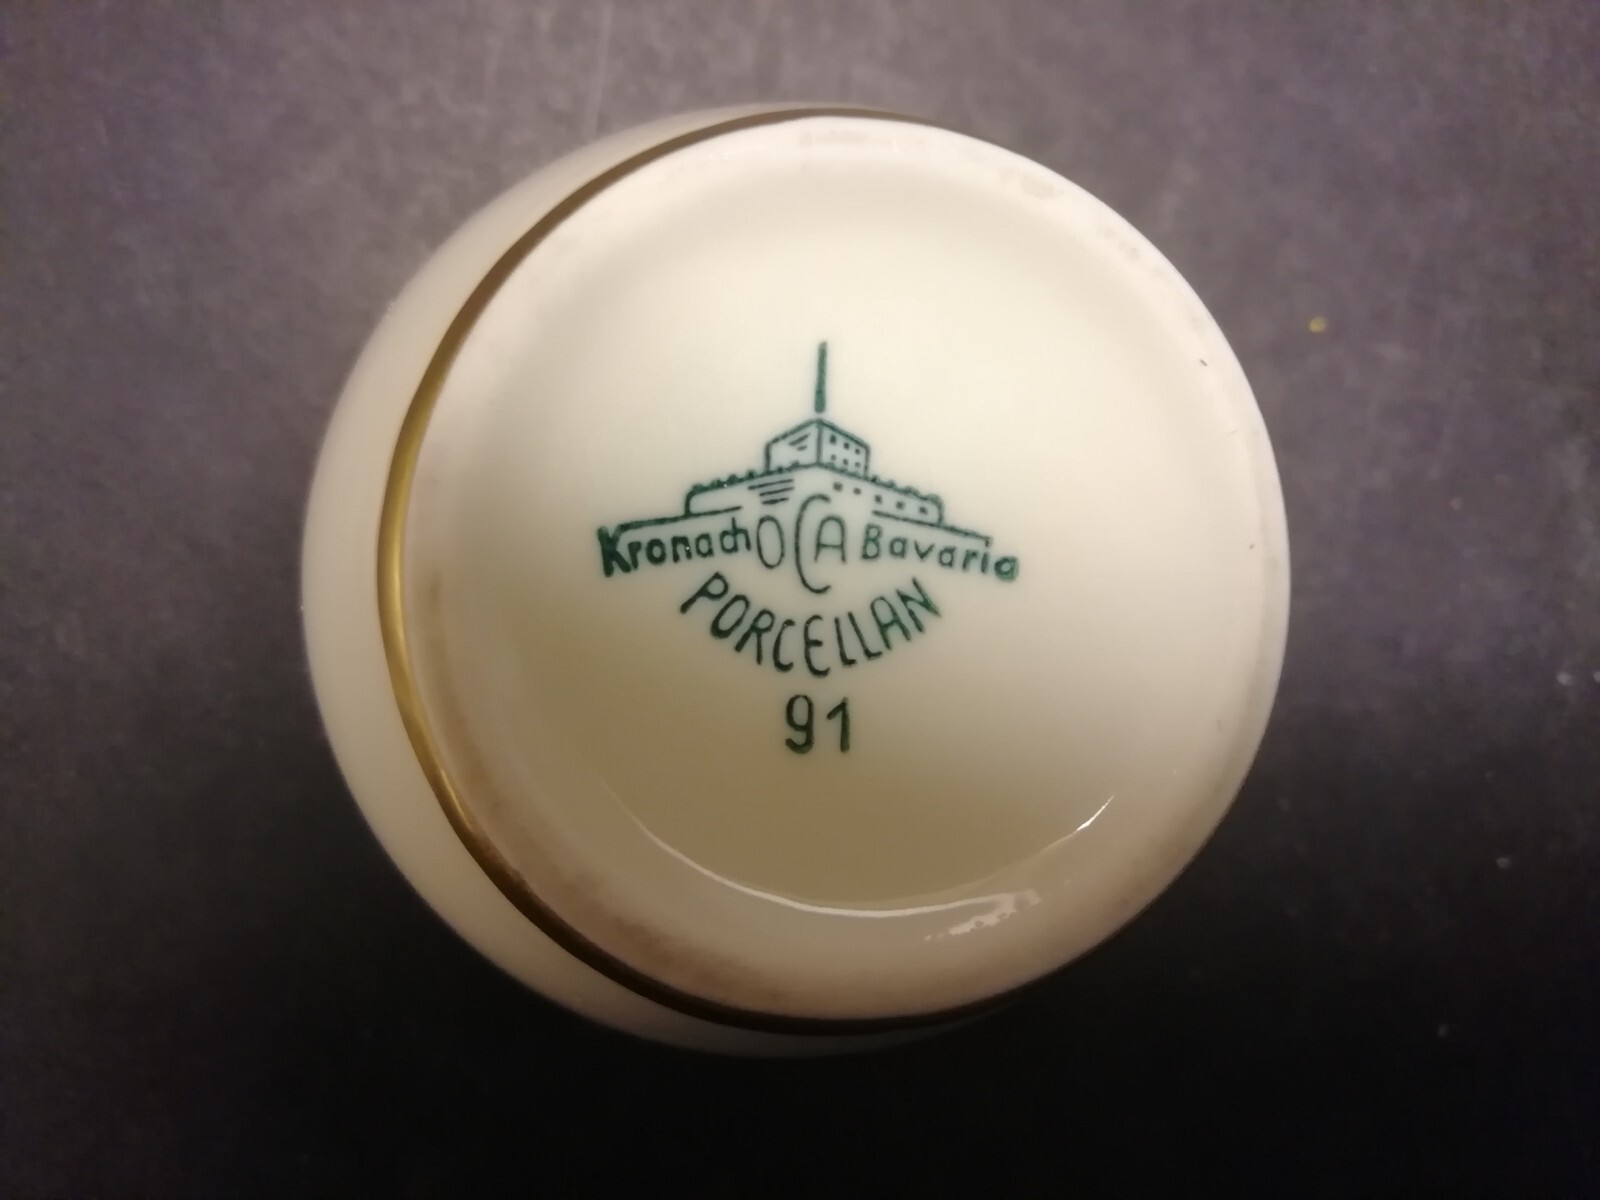 Kronach OCA Bavaria
PORCELLAN
91